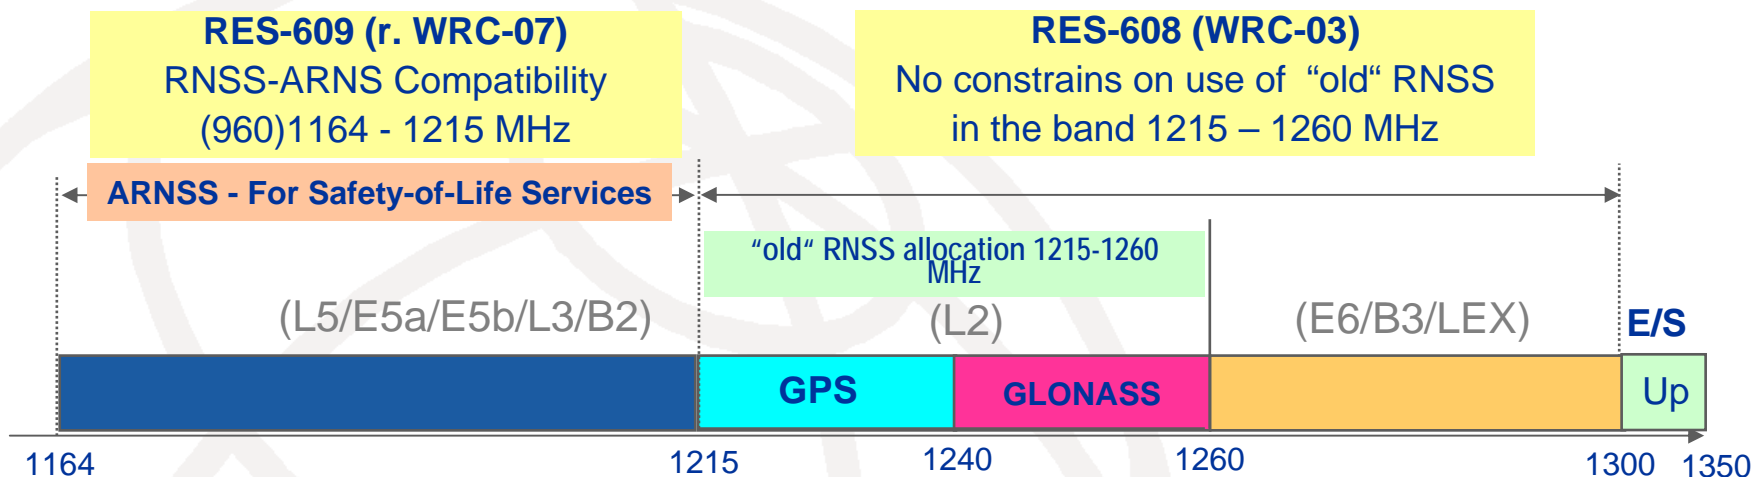 RES-609 (r. WRC-07)
RNSS-ARNS Compatibility
(960)1164 - 1215 MHz
RES-608 (WRC-03)
No constrains on use of “old“ RNSS
in the band 1215 – 1260 MHz
ARNSS - For Safety-of-Life Services
“old“ RNSS allocation 1215-1260
MHz
(L5/E5a/E5b/L3/B2)
(L2)
(E6/B3/LEX)
E/S
GPS
GLONASS
Up
1164
1215
1240
1260
1300
1350